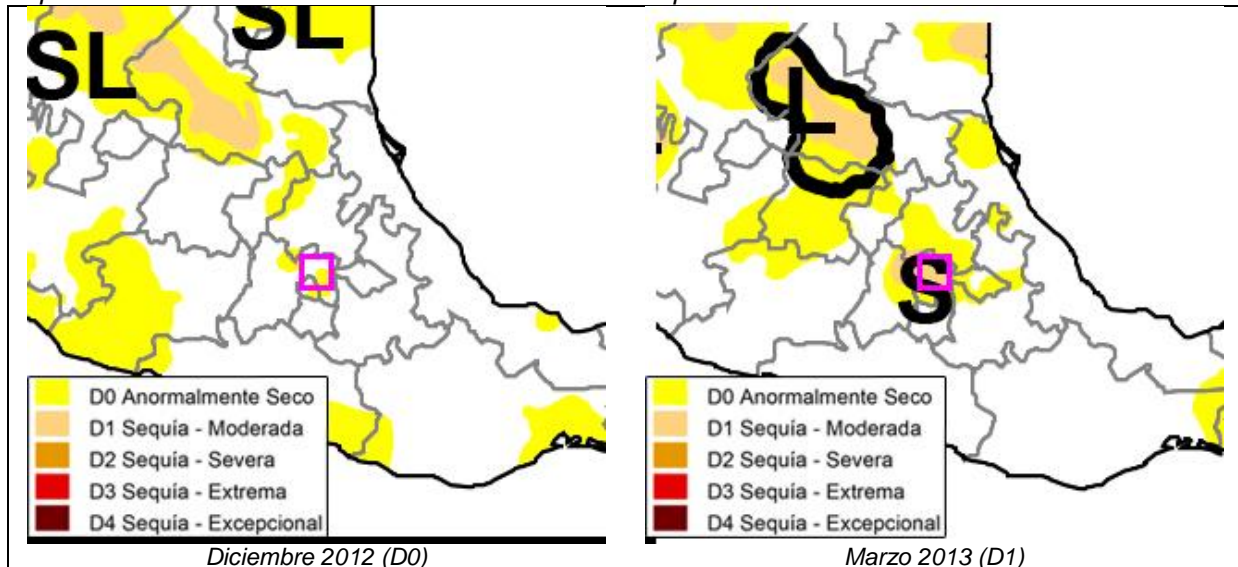 SL
SL
D0 Anormalmente Seco
D1 Sequía - Moderada
D2 Sequía - Severa
D3 Sequía - Extrema
D4 Sequía - Excepcional
Diciembre 2012 (D0)
L
S
D0 Anormalmente Seco
D1 Sequía - Moderada
D2 Sequía - Severa
D3 Sequía - Extrema
D4 Sequía - Excepcional
Marzo 2013 (D1)